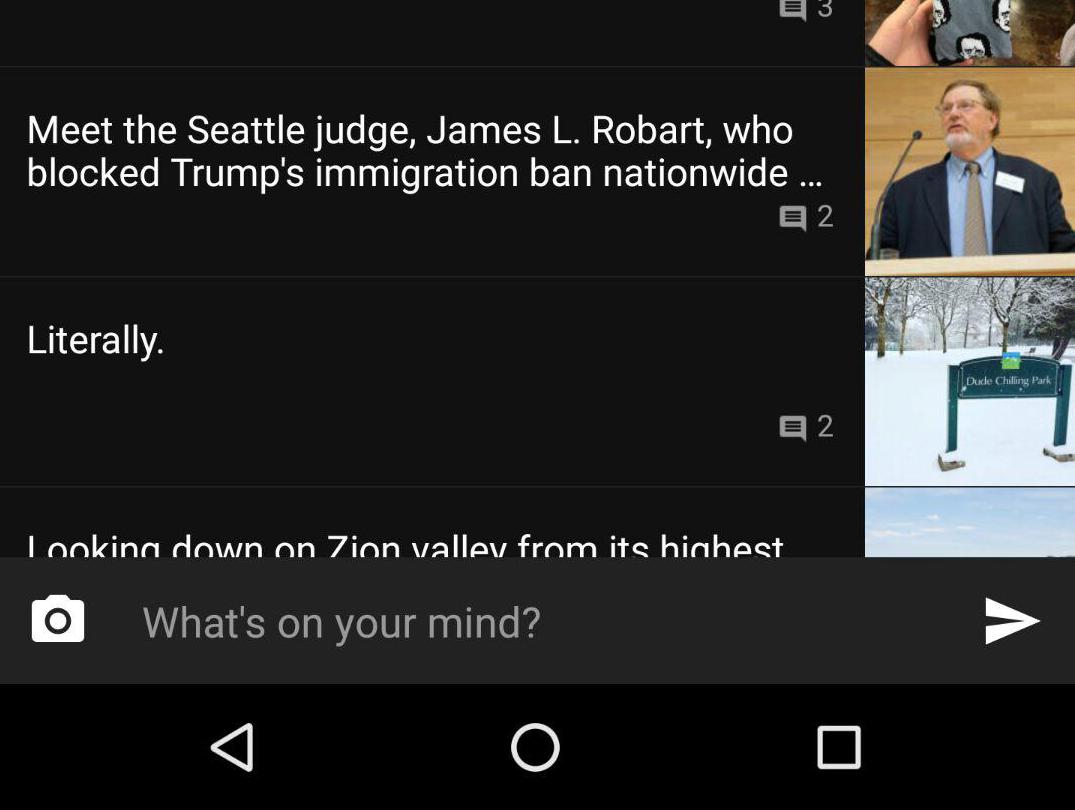 3
Meet the Seattle judge, James L. Robart, who
blocked Trump's immigration ban nationwide ...
2
Literally.
2
Dude Chilling Park
Looking down on Zion valley from its highest
What's on your mind?